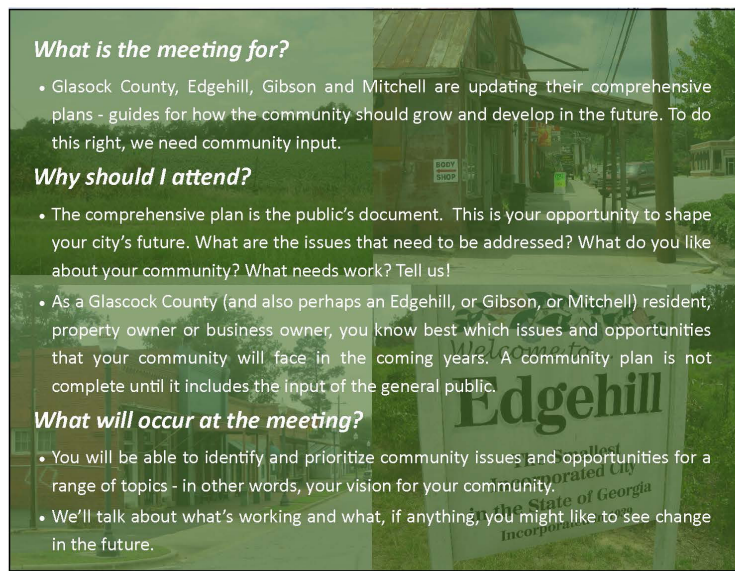 What is the meeting for?
• Glasock County, Edgehill, Gibson and Mitchell are updating their comprehensive
plans - guides for how the community should grow and develop in the future. To do
this right, we need community input.
Why should I attend?
• The comprehensive plan is the public's document.  This is your opportunity to shape
your city's future. What are the issues that need to be addressed? What do you like
about your community? What needs work? Tell us!
• As a Glascock County (and also perhaps an Edgehill, or Gibson, or Mitchell) resident,
property owner or business owner, you know best which issues and opportunities
that your community will face in the coming years. A community plan is not
complete until it includes the input of the general public.
What will occur at the meeting?
• You will be able to identify and prioritize community issues and opportunities for a
range of topics - in other words, your vision for your community.
• We'll talk about what's working and what, if anything, you might like to see change
in the future.
BODY
SHOP
Welcome to
Edgehill
The Smallest
Incorporated City
in the State of Georgia
Incorporated